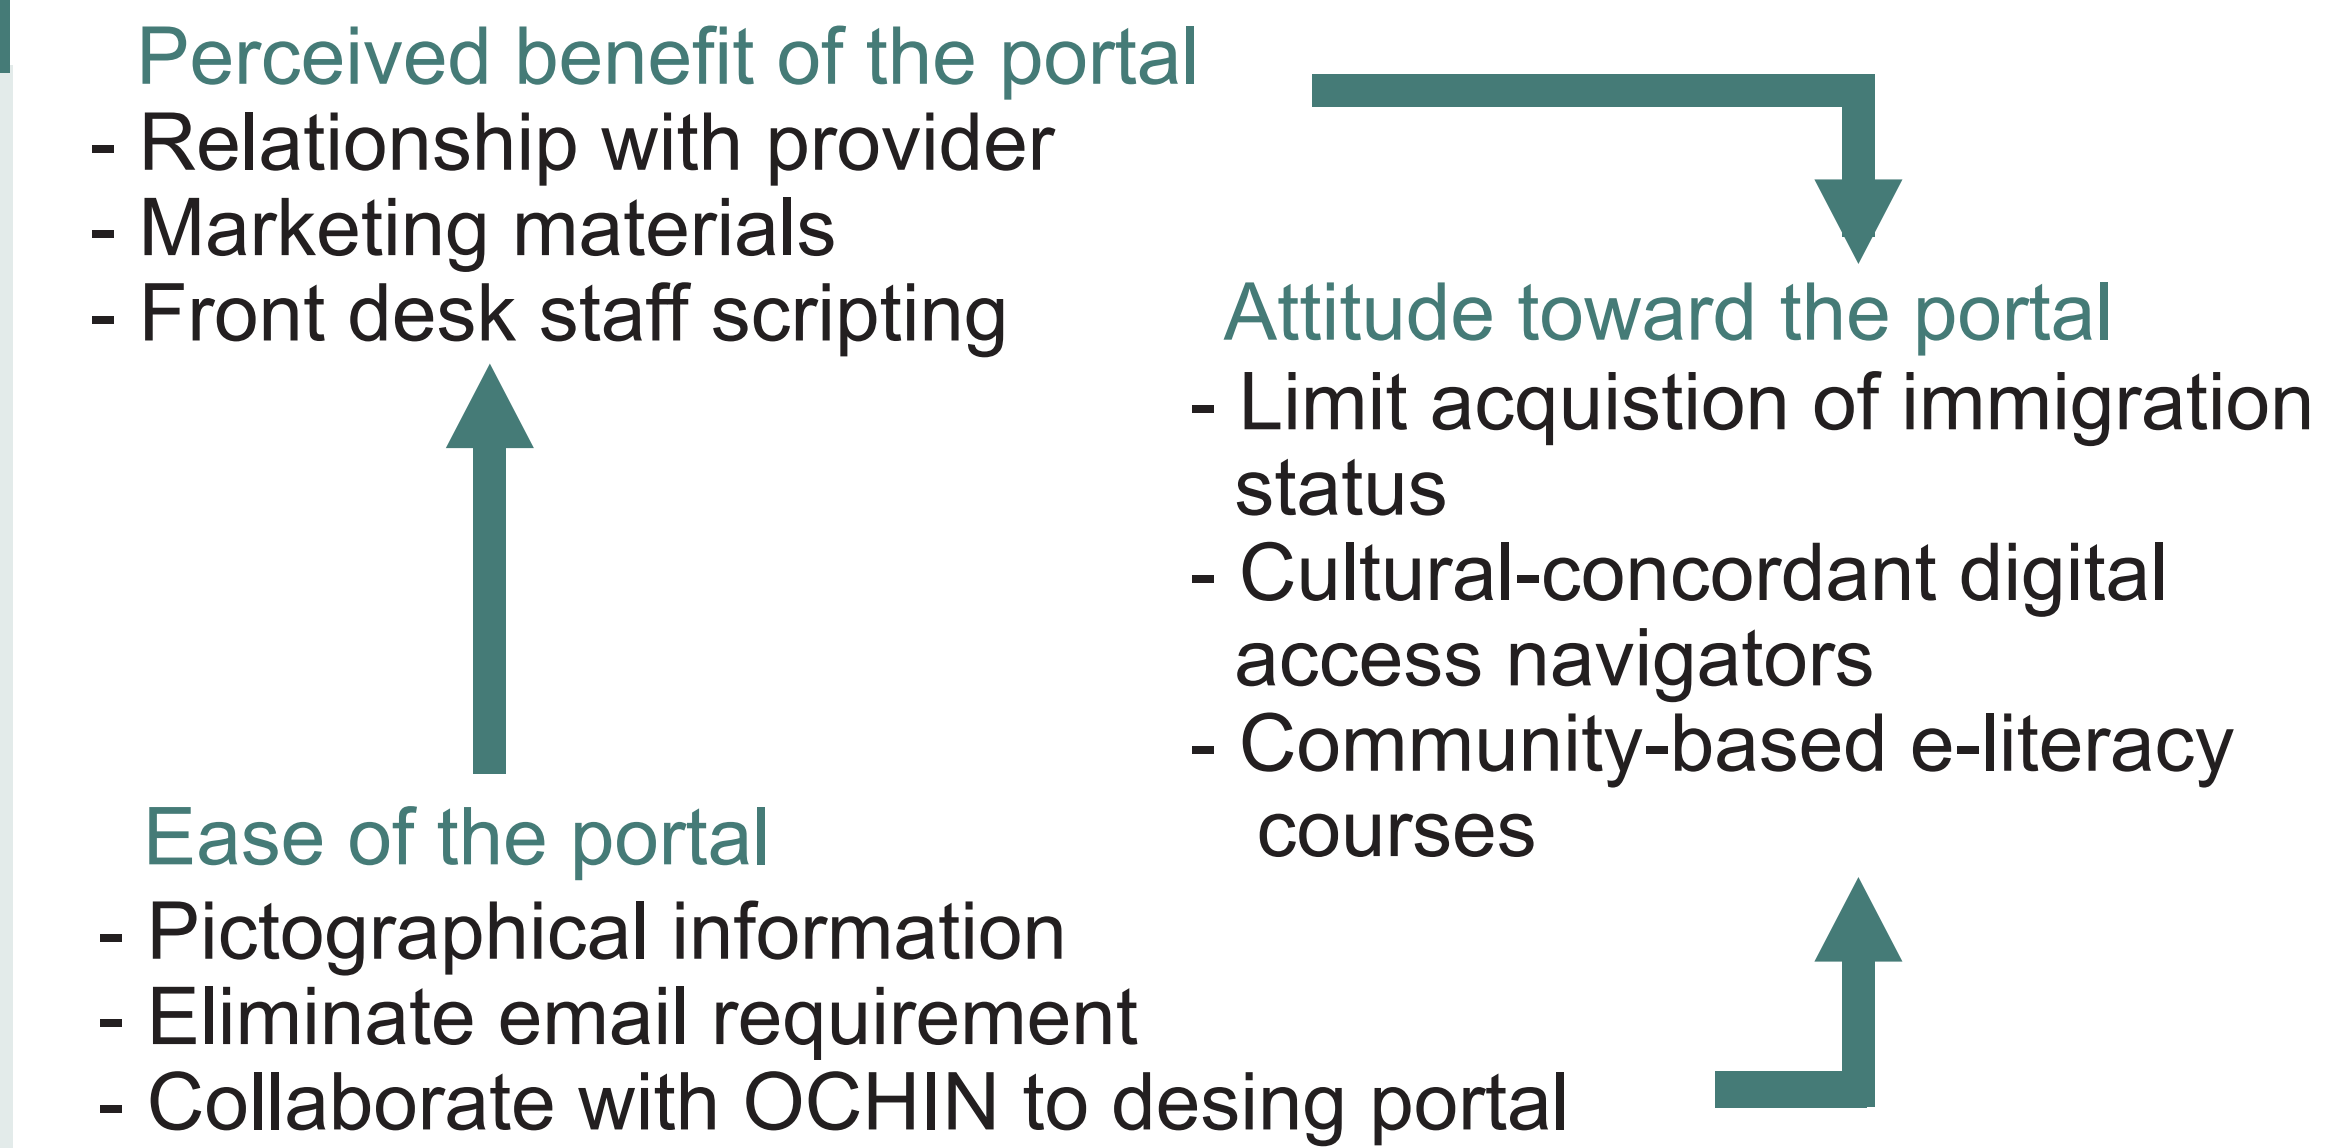 Perceived benefit of the portal
- Relationship with provider
- Marketing materials
- Front desk staff scripting
Attitude toward the portal
- Limit acquistion of immigration
status
- Cultural-concordant digital
access navigators
- Community-based e-literacy
courses
Ease of the portal
- Pictographical information
- Eliminate email requirement
- Collaborate with OCHIN to desing portal